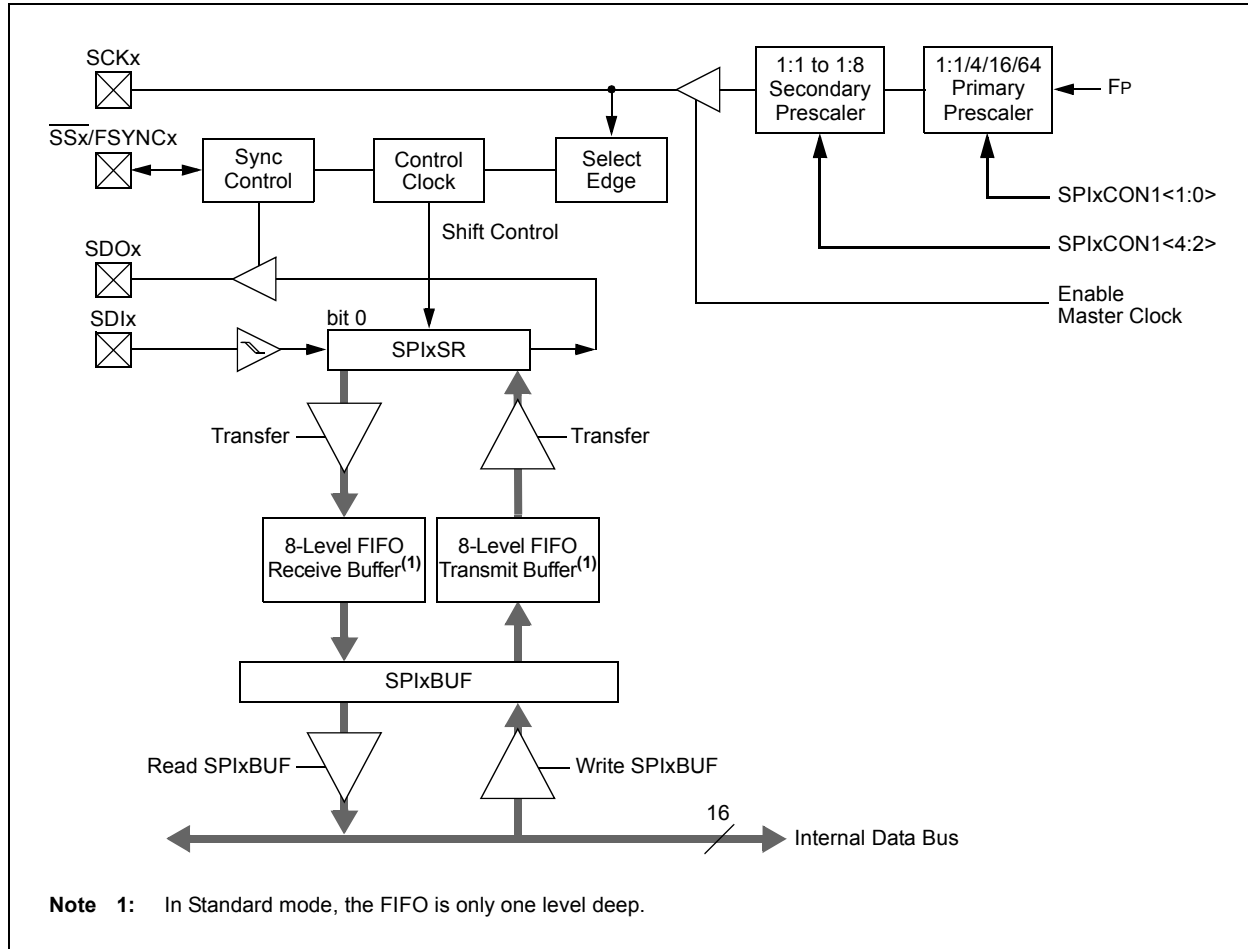 SCKx
1:1 to 1:8
Secondary
Prescaler
1:1/4/16/64
Primary
Prescaler
FP
SSx/FSYNCx
Sync
Control
Control
Clock
Select
Edge
SPIxCON1<1:0>
Shift Control
SPIxCON1<4:2>
SDOx
Enable
Master Clock
SDIx
bit 0
SPIxSR
Transfer
Transfer
8-Level FIFO
Receive Buffer(1)
8-Level FIFO
Transmit Buffer(1)
SPIxBUF
Read SPIxBUF
Write SPIxBUF
16
Internal Data Bus
Note 1: In Standard mode, the FIFO is only one level deep.